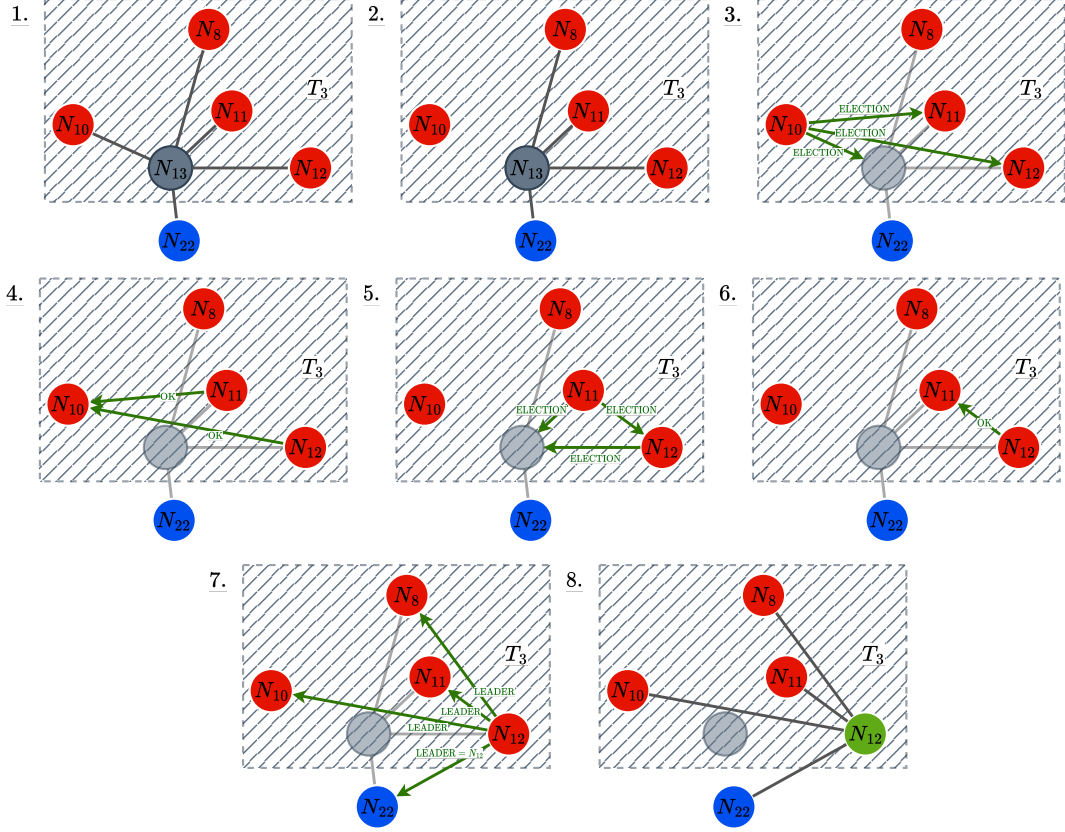 1.
N₈
T₃
N₁₁
N₁₀
N₁₃
N₁₂
N₂₂
2.
N₈
T₃
N₁₁
N₁₀
N₁₃
N₁₂
N₂₂
3.
N₈
T₃
ELECTION
N₁₁
N₁₀
ELECTION
ELECTION
N₁₂
N₂₂
4.
N₈
T₃
N₁₁
OK
N₁₀
OK
N₁₂
N₂₂
5.
N₈
T₃
N₁₁
N₁₀
ELECTION
ELECTION
N₁₂
ELECTION
N₂₂
6.
N₈
T₃
N₁₁
N₁₀
OK
N₁₂
N₂₂
7.
N₈
T₃
N₁₁
N₁₀
LEADER
LEADER
LEADER
N₁₂
LEADER = N₁₂
N₂₂
8.
N₈
T₃
N₁₁
N₁₀
N₁₂
N₂₂